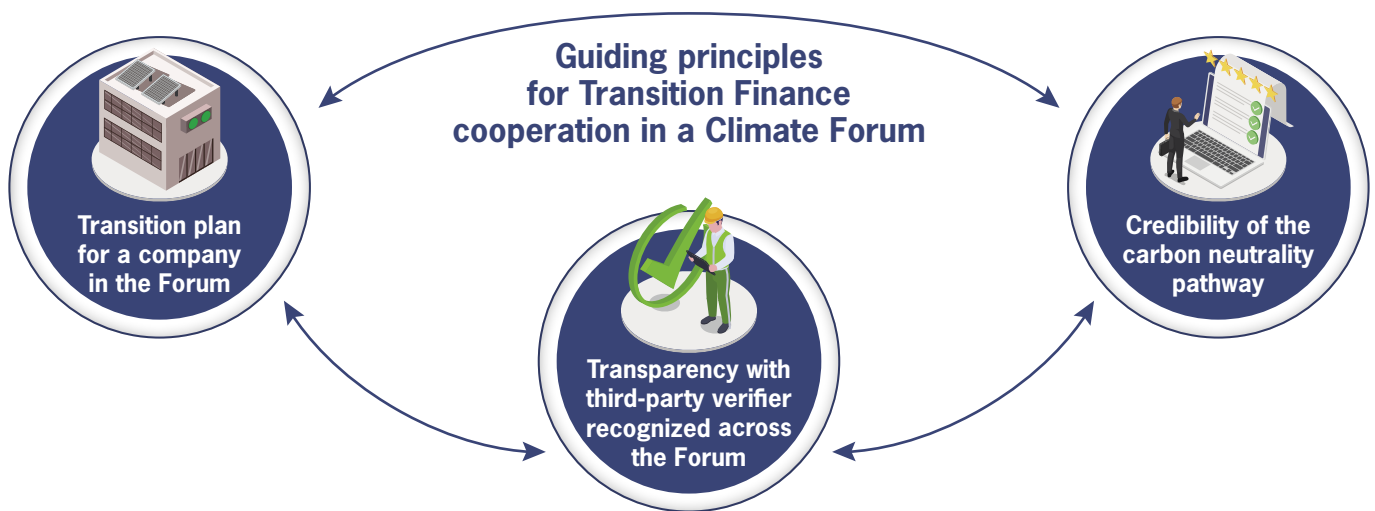 Guiding principles
for Transition Finance
cooperation in a Climate Forum
Transition plan
for a company
in the Forum
Transparency with
third-party verifier
recognized across
the Forum
Credibility of the
carbon neutrality
pathway